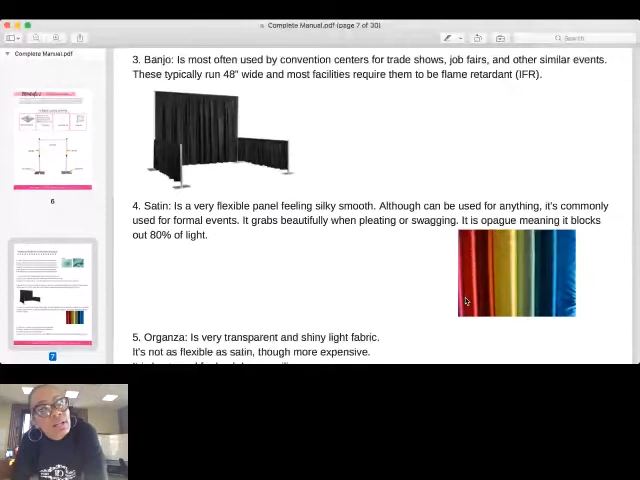 Complete Manual.pdf (page 7 of 30)
Search
Complete Manual.pdf
6
7
3. Banjo: Is most often used by convention centers for trade shows, job fairs, and other similar events.
These typically run 48" wide and most facilities require them to be flame retardant (IFR).
4. Satin: Is a very flexible panel feeling silky smooth. Although can be used for anything, it's commonly
used for formal events. It grabs beautifully when pleating or swagging. It is opague meaning it blocks
out 80% of light.
5. Organza: Is very transparent and shiny light fabric.
It's not as flexible as satin, though more expensive.